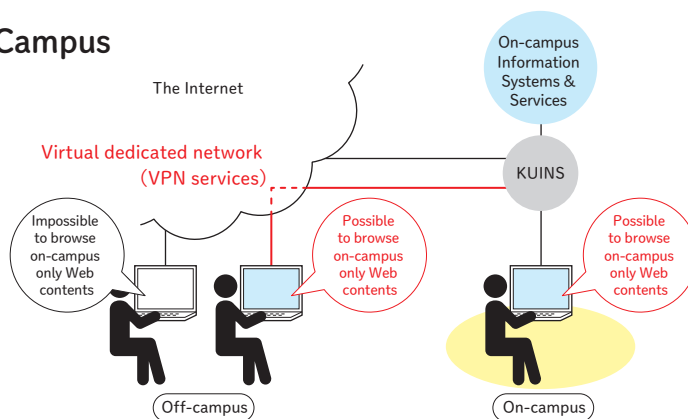 Campus
The Internet
On-campus
Information
Systems &
Services
Virtual dedicated network
(VPN services)
KUINS
Impossible
to browse
on-campus
only Web
contents
Possible
to browse
on-campus
only Web
contents
Possible
to browse
on-campus
only Web
contents
Off-campus
On-campus